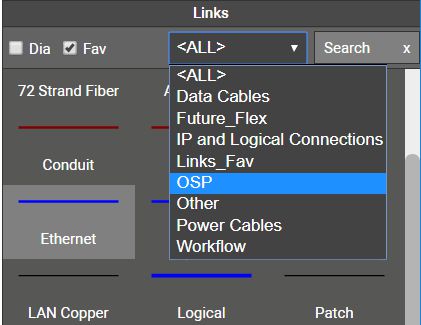 Links
Dia Fav <ALL> Search x
<ALL>
Data Cables
Future_Flex
IP and Logical Connections
Links_Fav
OSP
Other
Power Cables
Workflow
72 Strand Fiber
Conduit
Ethernet
LAN Copper Logical Patch